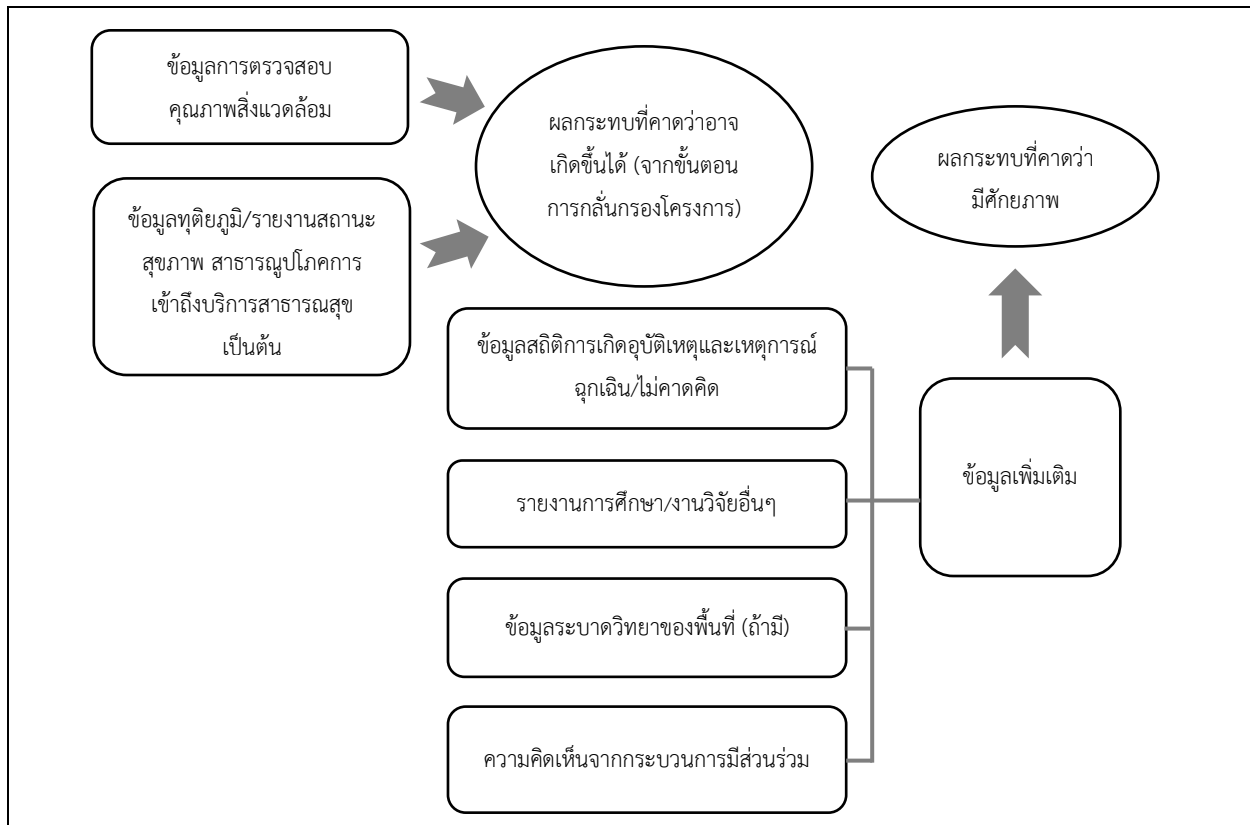 ข้อมูลการตรวจสอบ
คุณภาพสิ่งแวดล้อม
ข้อมูลทุติยภูมิ/รายงานสถานะ
สุขภาพ สาธารณูปโภคการ
เข้าถึงบริการสาธารณสุข
เป็นต้น
ผลกระทบที่คาดว่าอาจ
เกิดขึ้นได้ (จากขั้นตอน
การกลั่นกรองโครงการ)
ผลกระทบที่คาดว่า
มีศักยภาพ
ข้อมูลสถิติการเกิดอุบัติเหตุและเหตุการณ์
ฉุกเฉิน/ไม่คาดคิด
รายงานการศึกษา/งานวิจัยอื่นๆ
ข้อมูลระบาดวิทยาของพื้นที่ (ถ้ามี)
ความคิดเห็นจากกระบวนการมีส่วนร่วม
ข้อมูลเพิ่มเติม